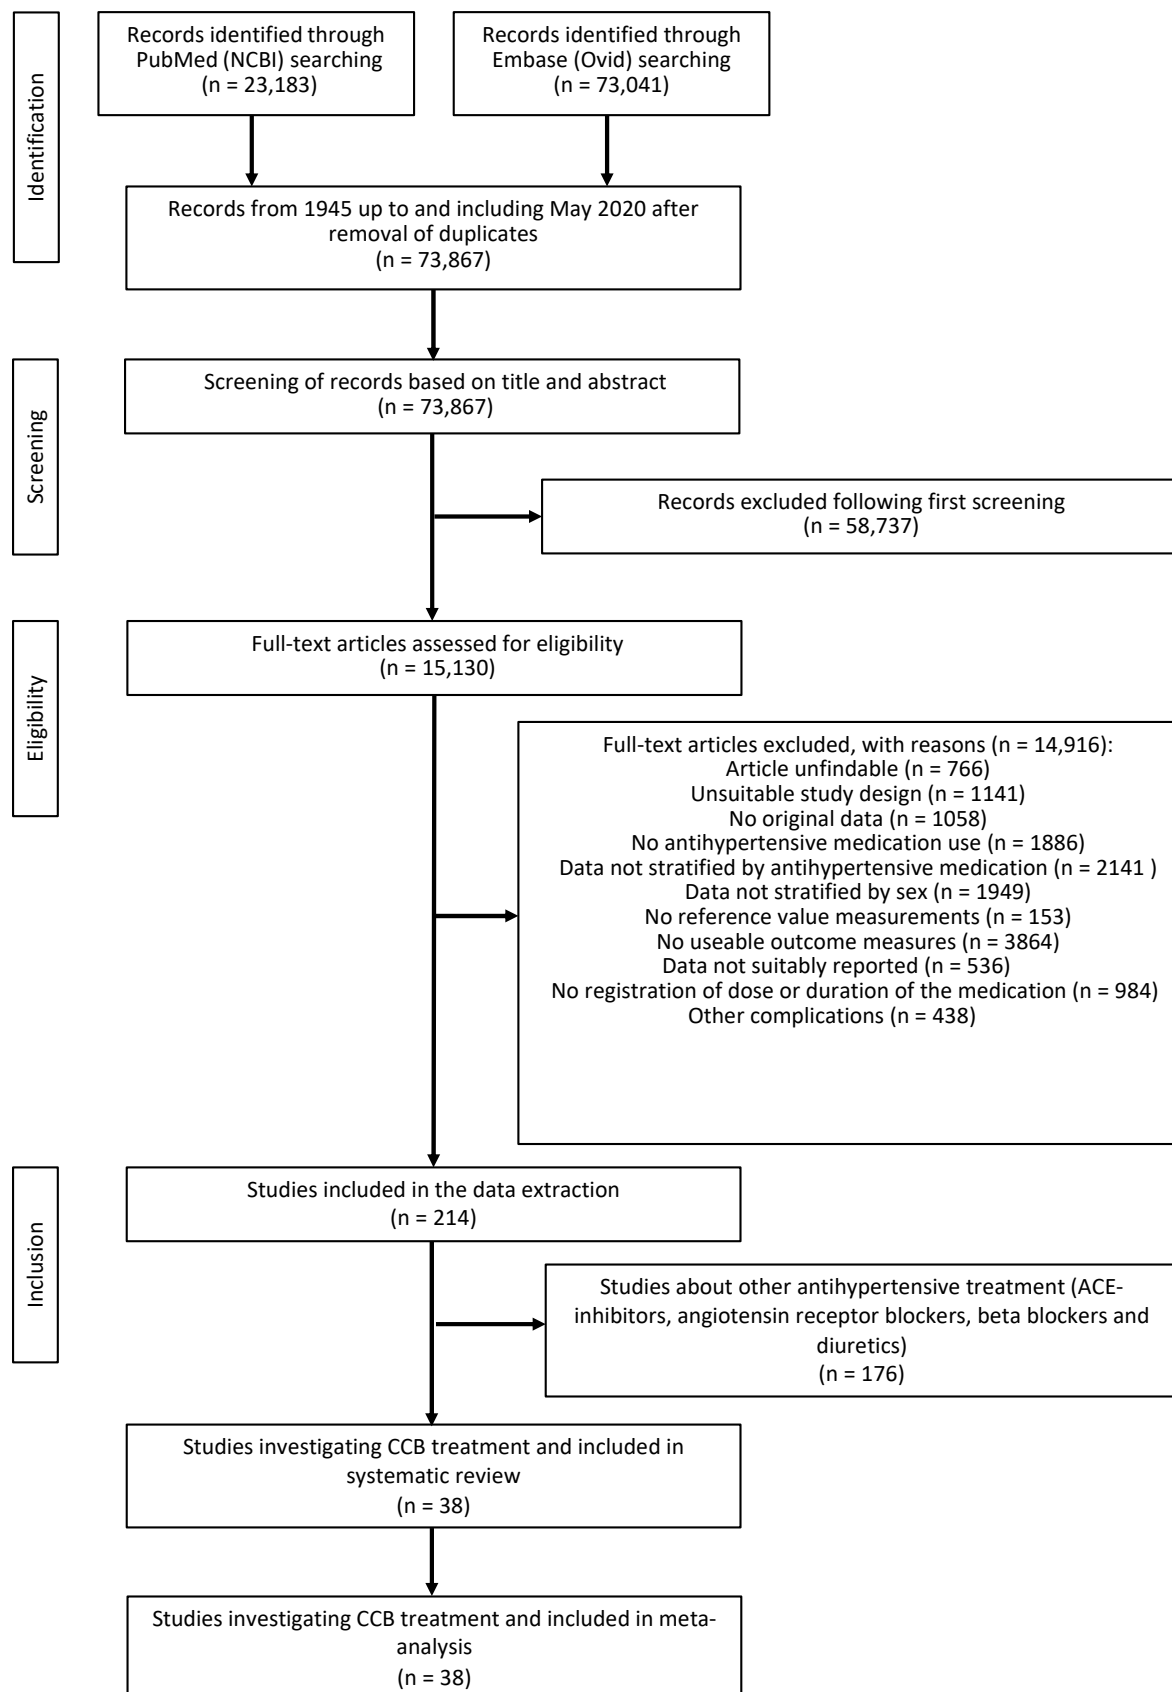 Identification
Records identified through
PubMed (NCBI) searching
(n = 23,183)
Records identified through
Embase (Ovid) searching
(n = 73,041)
Records from 1945 up to and including May 2020 after
removal of duplicates
(n = 73,867)
Screening
Screening of records based on title and abstract
(n = 73,867)
Records excluded following first screening
(n = 58,737)
Eligibility
Full-text articles assessed for eligibility
(n = 15,130)
Full-text articles excluded, with reasons (n = 14,916):
Article unfindable (n = 766)
Unsuitable study design (n = 1141)
No original data (n = 1058)
No antihypertensive medication use (n = 1886)
Data not stratified by antihypertensive medication (n = 2141 )
Data not stratified by sex (n = 1949)
No reference value measurements (n = 153)
No useable outcome measures (n = 3864)
Data not suitably reported (n = 536)
No registration of dose or duration of the medication (n = 984)
Other complications (n = 438)
Inclusion
Studies included in the data extraction
(n = 214)
Studies about other antihypertensive treatment (ACE-
inhibitors, angiotensin receptor blockers, beta blockers and
diuretics)
(n = 176)
Studies investigating CCB treatment and included in
systematic review
(n = 38)
Studies investigating CCB treatment and included in meta-
analysis
(n = 38)